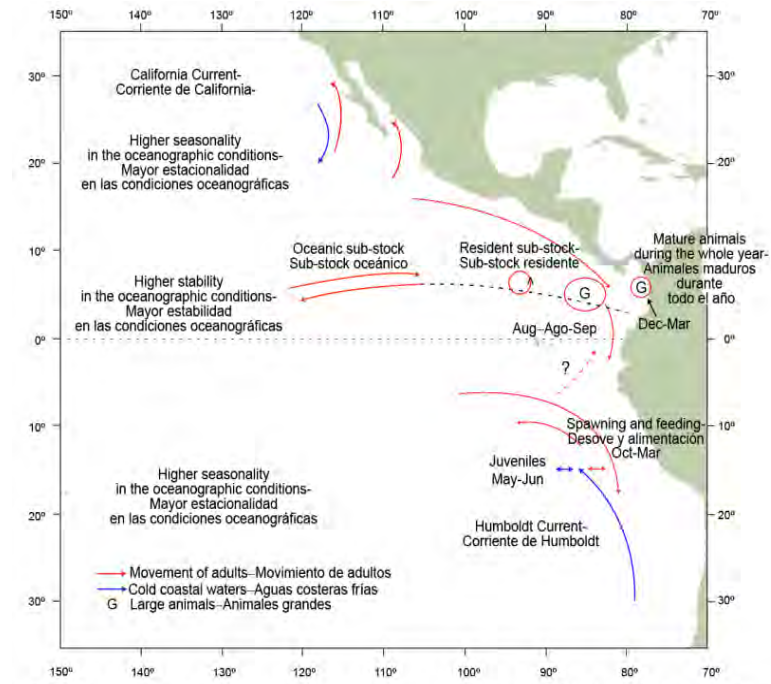 150º 140º 130º 120º 110º 100º 90º 80º 70º
30º
20º
10º
0º
10º
20º
30º
California Current-
Corriente de California-
Higher seasonality
in the oceanographic conditions-
Mayor estacionalidad
en las condiciones oceanográficas
30º
20º
10º
0º
10º
20º
30º
Oceanic sub-stock
Sub-stock oceánico
Resident sub-stock-
Sub-stock residente
Mature animals
during the whole year-
Animales maduros
durante
todo el año
Higher stability
in the oceanographic conditions-
Mayor estabilidad
en las condiciones oceanográficas
G
G
Aug–Ago-Sep
Dec-Mar
?
Spawning and feeding-
Desove y alimentación
Oct-Mar
Juveniles
May-Jun
Higher seasonality
in the oceanographic conditions-
Mayor estacionalidad
en las condiciones oceanográficas
Humboldt Current-
Corriente de Humboldt
Movement of adults–Movimiento de adultos
Cold coastal waters–Aguas costeras frías
G Large animals–Animales grandes
150º 140º 130º 120º 110º 100º 90º 80º 70º